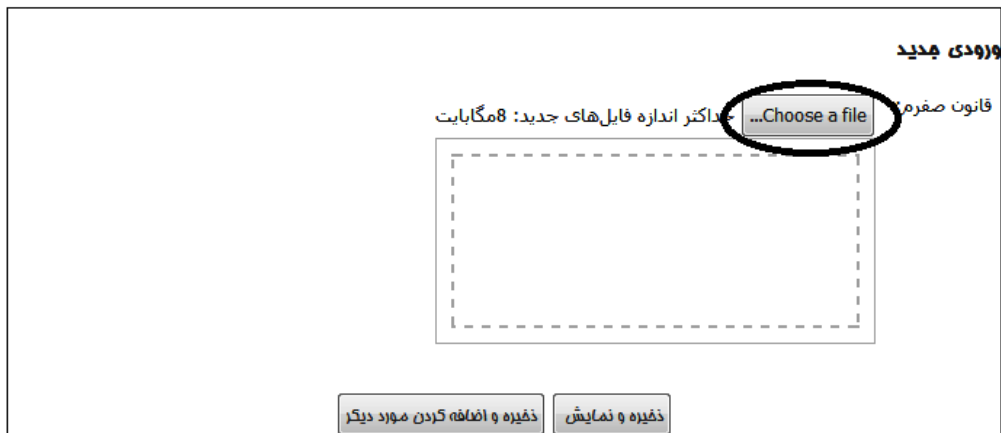 ورودی جدید
قانون صفرم:
Choose a file... حداکثر اندازه فایل‌های جدید: 8مگابایت
ذخیره و نمایش ذخیره و اضافه کردن مورد دیگر